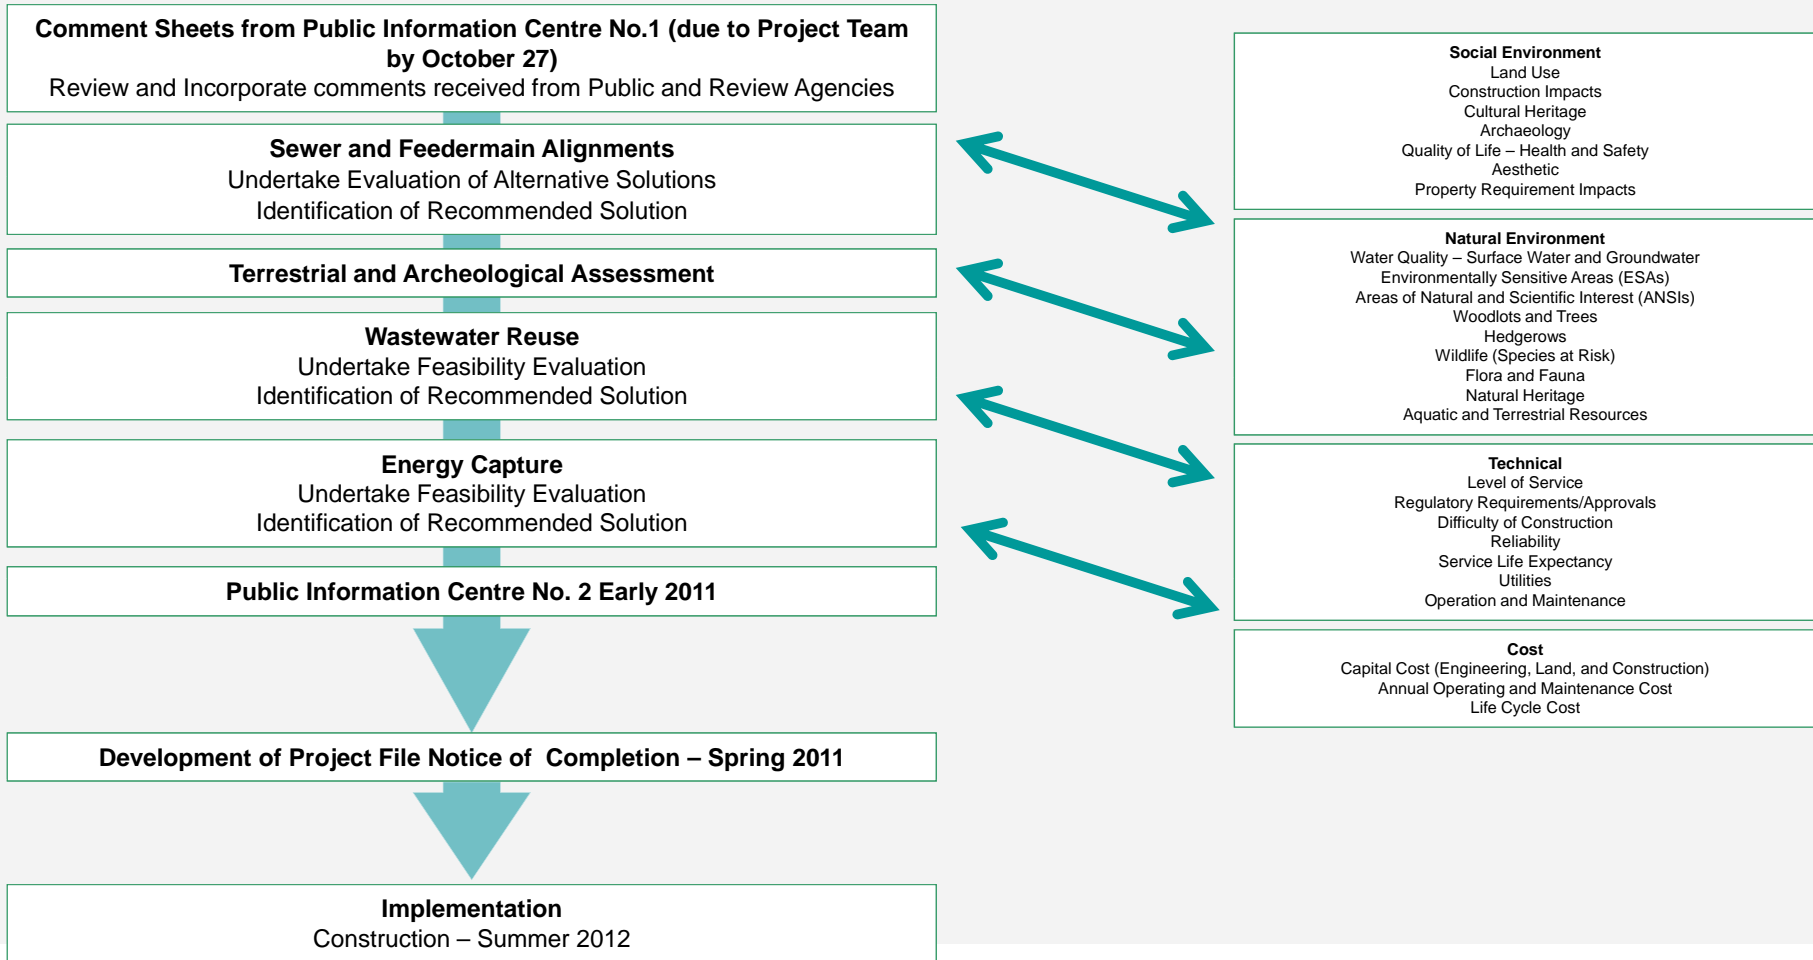 Comment Sheets from Public Information Centre No.1 (due to Project Team
by October 27)
Review and Incorporate comments received from Public and Review Agencies
Sewer and Feedermain Alignments
Undertake Evaluation of Alternative Solutions
Identification of Recommended Solution
Terrestrial and Archeological Assessment
Wastewater Reuse
Undertake Feasibility Evaluation
Identification of Recommended Solution
Energy Capture
Undertake Feasibility Evaluation
Identification of Recommended Solution
Public Information Centre No. 2 Early 2011
Development of Project File Notice of  Completion – Spring 2011
Implementation
Construction – Summer 2012
Social Environment
Land Use
Construction Impacts
Cultural Heritage
Archaeology
Quality of Life – Health and Safety
Aesthetic
Property Requirement Impacts
Natural Environment
Water Quality – Surface Water and Groundwater
Environmentally Sensitive Areas (ESAs)
Areas of Natural and Scientific Interest (ANSIs)
Woodlots and Trees
Hedgerows
Wildlife (Species at Risk)
Flora and Fauna
Natural Heritage
Aquatic and Terrestrial Resources
Technical
Level of Service
Regulatory Requirements/Approvals
Difficulty of Construction
Reliability
Service Life Expectancy
Utilities
Operation and Maintenance
Cost
Capital Cost (Engineering, Land, and Construction)
Annual Operating and Maintenance Cost
Life Cycle Cost